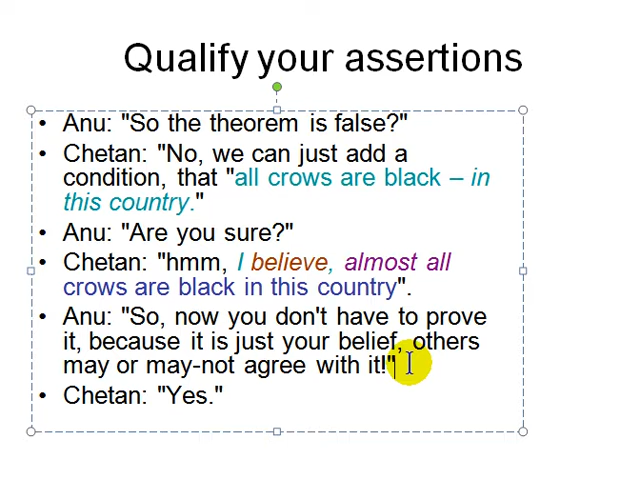 Qualify your assertions
• Anu: "So the theorem is false?"
• Chetan: "No, we can just add a
condition, that "all crows are black – in
this country."
• Anu: "Are you sure?"
• Chetan: "hmm, I believe, almost all
crows are black in this country".
• Anu: "So, now you don't have to prove
it, because it is just your belief, others
may or may-not agree with it!"
• Chetan: "Yes."